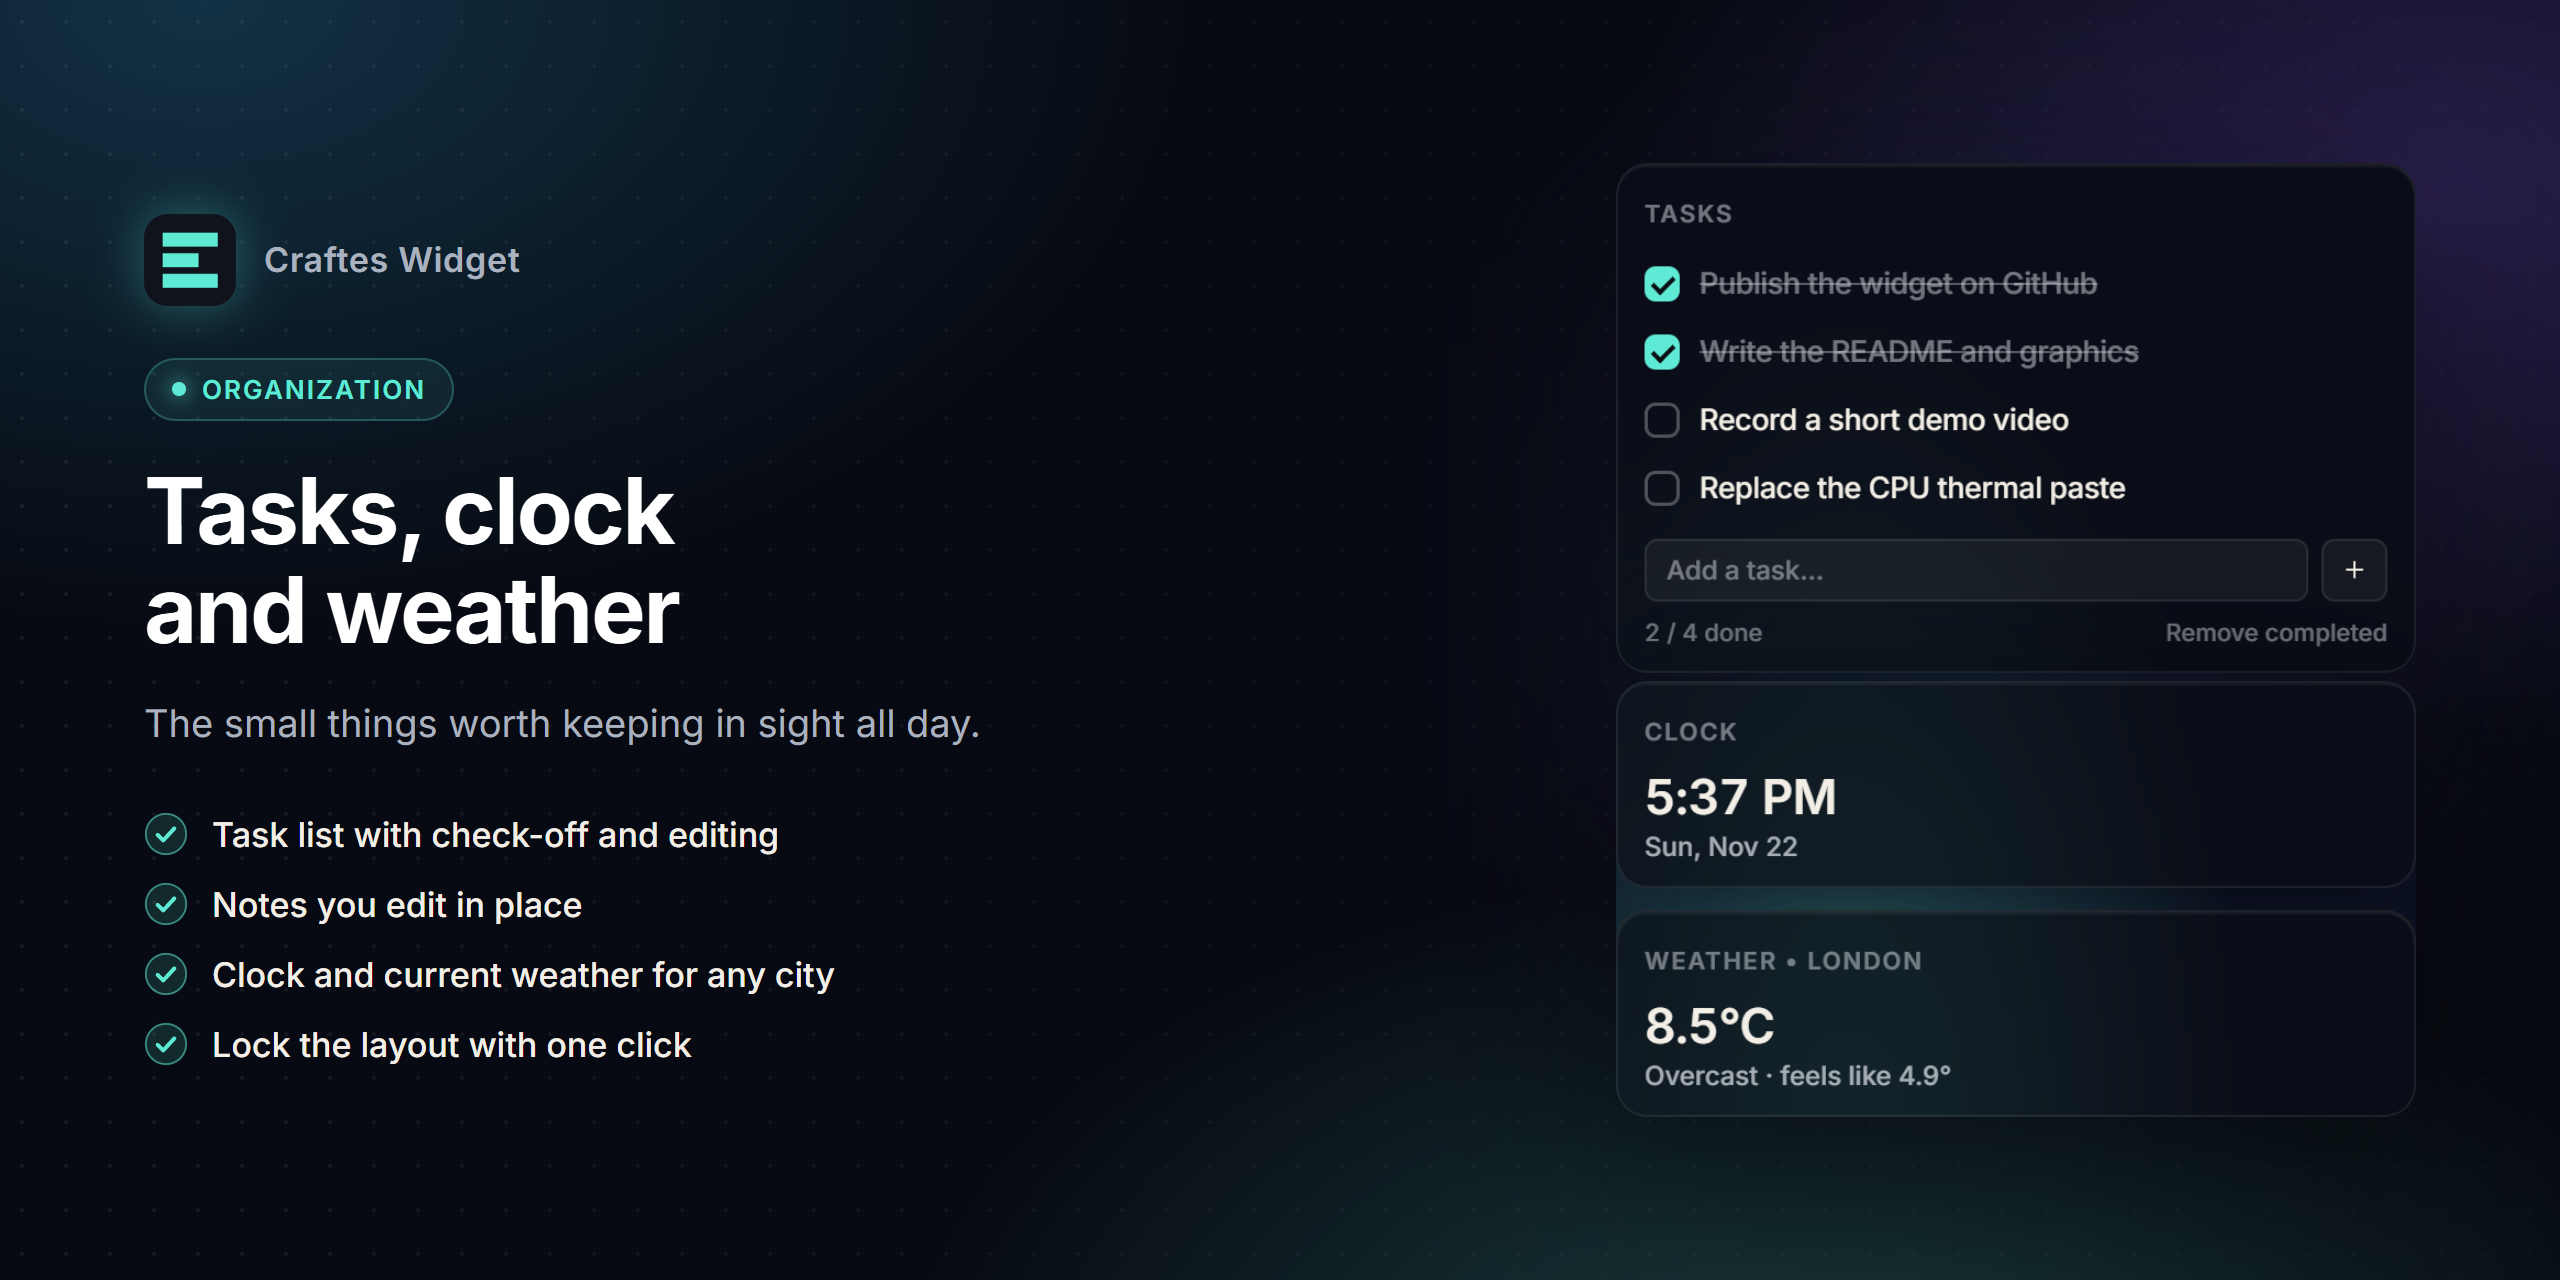 Craftes Widget
ORGANIZATION
Tasks, clock
and weather
The small things worth keeping in sight all day.
Task list with check-off and editing
Notes you edit in place
Clock and current weather for any city
Lock the layout with one click
TASKS
Publish the widget on GitHub
Write the README and graphics
Record a short demo video
Replace the CPU thermal paste
Add a task...
+
2 / 4 done
Remove completed
CLOCK
5:37 PM
Sun, Nov 22
WEATHER • LONDON
8.5°C
Overcast · feels like 4.9°